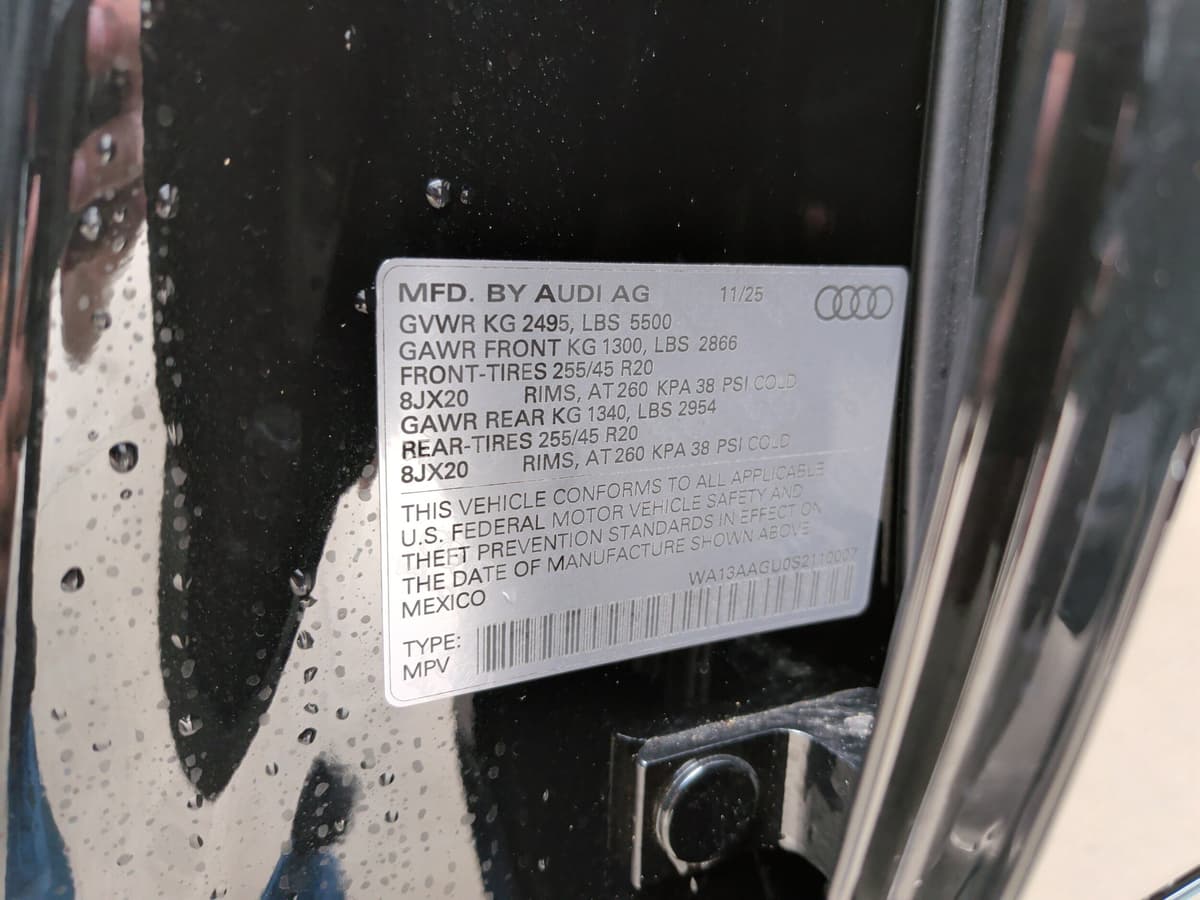 MFD. BY AUDI AG 11/25
GVWR KG 2495, LBS 5500
GAWR FRONT KG 1300, LBS 2866
FRONT-TIRES 255/45 R20
8JX20 RIMS, AT 260 KPA 38 PSI COLD
GAWR REAR KG 1340, LBS 2954
REAR-TIRES 255/45 R20
8JX20 RIMS, AT 260 KPA 38 PSI COLD
THIS VEHICLE CONFORMS TO ALL APPLICABLE
U.S. FEDERAL MOTOR VEHICLE SAFETY AND
THEFT PREVENTION STANDARDS IN EFFECT ON
THE DATE OF MANUFACTURE SHOWN ABOVE
MEXICO
TYPE:
MPV